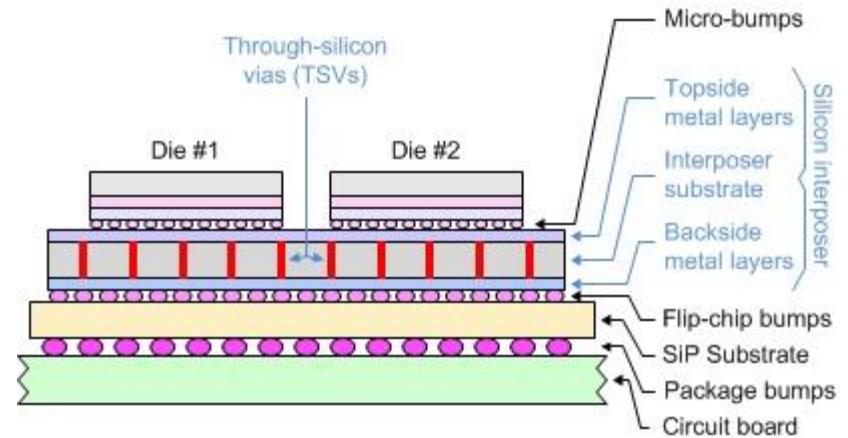 Micro-bumps
Through-silicon
vias (TSVs)
Topside
metal layers
Die #1
Die #2
Interposer
substrate
Silicon interposer
Backside
metal layers
Flip-chip bumps
SiP Substrate
Package bumps
Circuit board